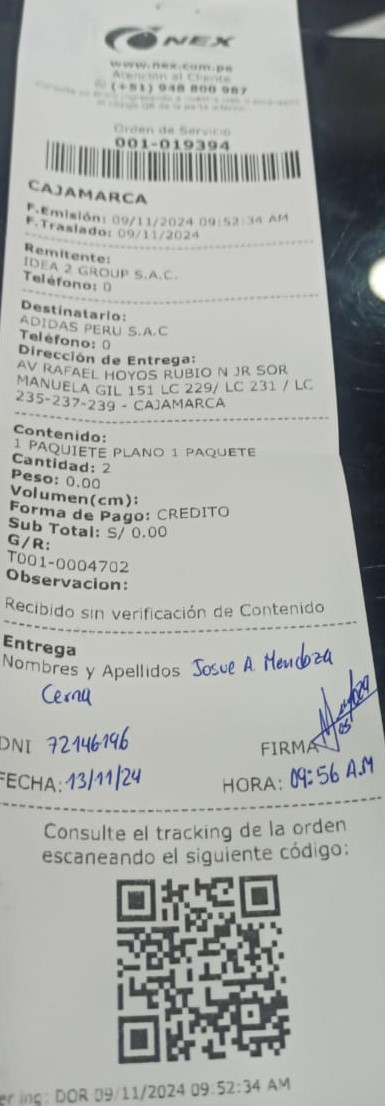 NEX
www.nex.com.pe
Atención al Cliente
(+51) 948 800 987
Orden de Servicio
001-019394
CAJAMARCA
F.Emisión: 09/11/2024 09:52:34 AM
F.Traslado: 09/11/2024
Remitente:
IDEA 2 GROUP S.A.C.
Teléfono: 0
Destinatario:
ADIDAS PERU S.A.C
Teléfono: 0
Dirección de Entrega:
AV RAFAEL HOYOS RUBIO N JR SOR
MANUELA GIL 151 LC 229/ LC 231 / LC
235-237-239 - CAJAMARCA
Contenido:
1 PAQUIETE PLANO 1 PAQUETE
Cantidad: 2
Peso: 0.00
Volumen(cm):
Forma de Pago: CREDITO
Sub Total: S/ 0.00
G/R:
T001-0004702
Observacion:
Recibido sin verificación de Contenido
Entrega
Nombres y Apellidos Josue A. Mendoza
Cerna
DNI 72146196
FIRMA
FECHA: 13/11/24 HORA: 09:56 A.M
Consulte el tracking de la orden
escaneando el siguiente código:
DOR 09/11/2024 09:52:34 AM